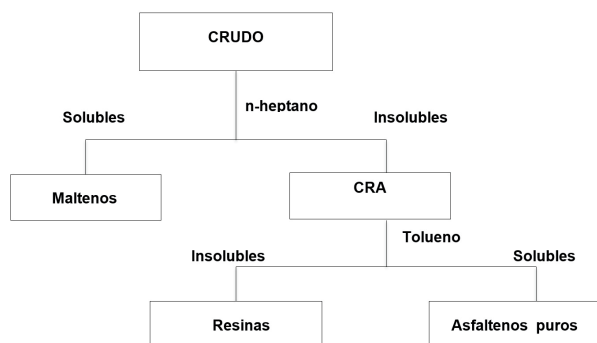 CRUDO
n-heptano
Solubles
Insolubles
Maltenos
CRA
Tolueno
Insolubles
Solubles
Resinas
Asfaltenos puros